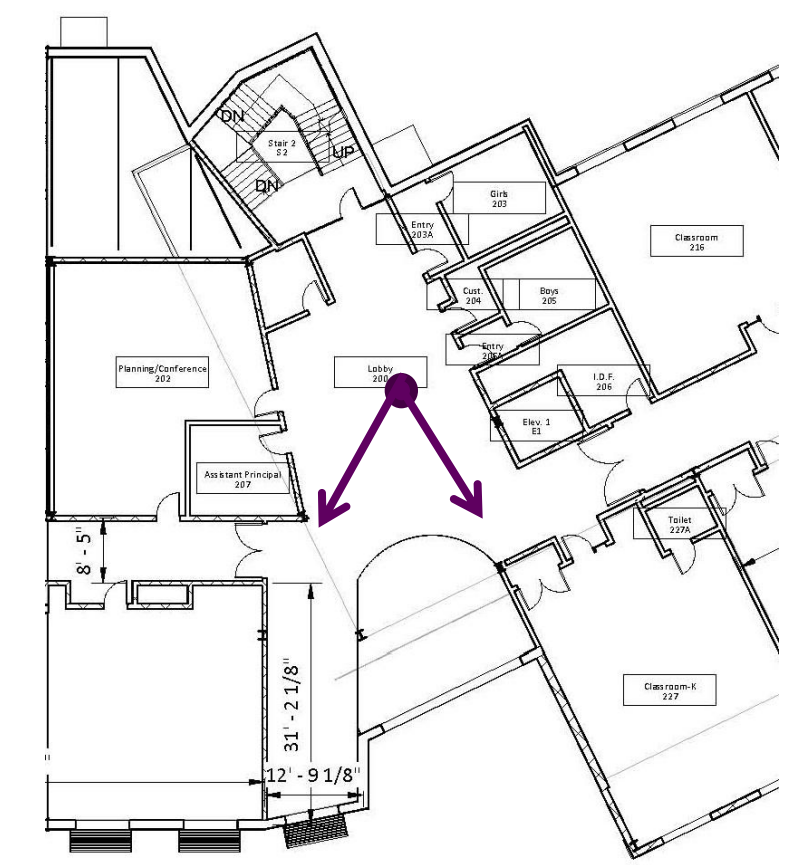 DN
Stair 2
S2
UP
DN
Girls
203
Entry
203A
Classroom
216
Cust.
204
Boys
205
Entry
Planning/Conference
202
Lobby
200
I.D.F.
206
Elev. 1
E1
Assistant Principal
207
Toilet
227A
8' - 5"
31' - 2 1/8"
Classroom-K
227
12' - 9 1/8"
"